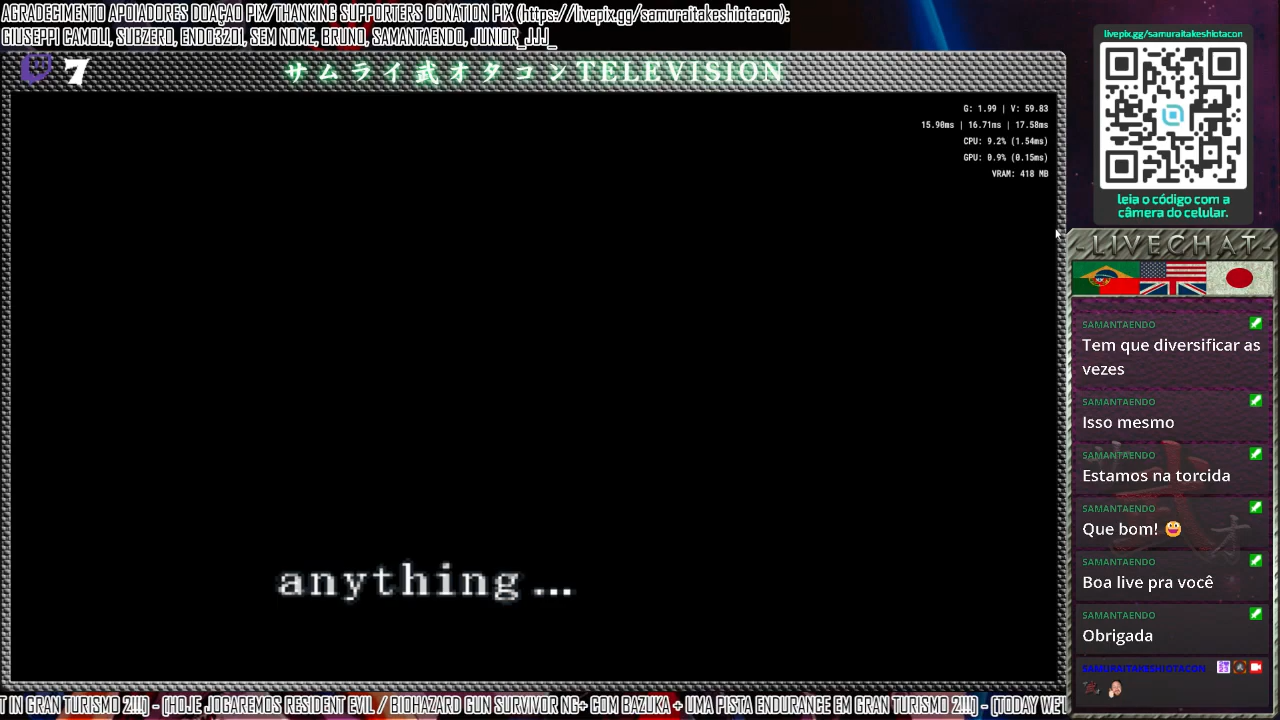 AGRADECIMENTO APOIADORES DOAÇÃO PIX/THANKING SUPPORTERS DONATION PIX (https://livepix.gg/samuraitakeshiotacon):
GIUSEPPI CAMOLI, SUBZERO, ENDO3201, SEM NOME, BRUNO, SAMANTAENDO, JUNIOR_JJJ_
7
サムライ武オタコンTELEVISION
G: 1.99 | V: 59.83
15.90ms | 16.71ms | 17.58ms
CPU: 9.2% (1.54ms)
GPU: 0.9% (0.15ms)
VRAM: 418 MB
anything...
livepix.gg/samuraitakeshiotacon
leia o código com a
câmera do celular.
-LIVECHAT-
SAMANTAENDO
Tem que diversificar as
vezes
SAMANTAENDO
Isso mesmo
SAMANTAENDO
Estamos na torcida
SAMANTAENDO
Que bom! 😀
SAMANTAENDO
Boa live pra você
SAMANTAENDO
Obrigada
SAMURAITAKESHIOTACON
T IN GRAN TURISMO 2!!!) - (HOJE JOGAREMOS RESIDENT EVIL / BIOHAZARD GUN SURVIVOR NG+ COM BAZUKA + UMA PISTA ENDURANCE EM GRAN TURISMO 2!!!) - (TODAY WE'L